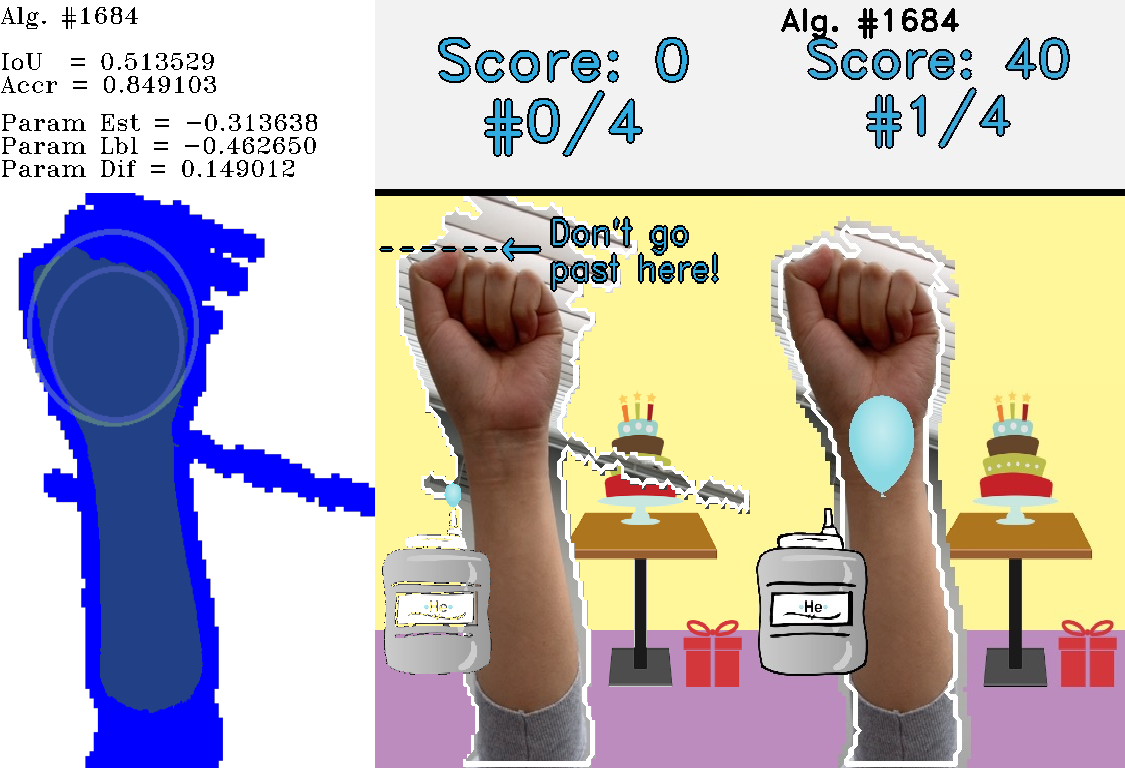 Alg. #1684
IoU = 0.513529
Accr = 0.849103
Param Est = −0.313638
Param Lbl = −0.462650
Param Dif = 0.149012
Score: 0
#0/4
Don't go
past here!
He
Alg. #1684
Score: 40
#1/4
He